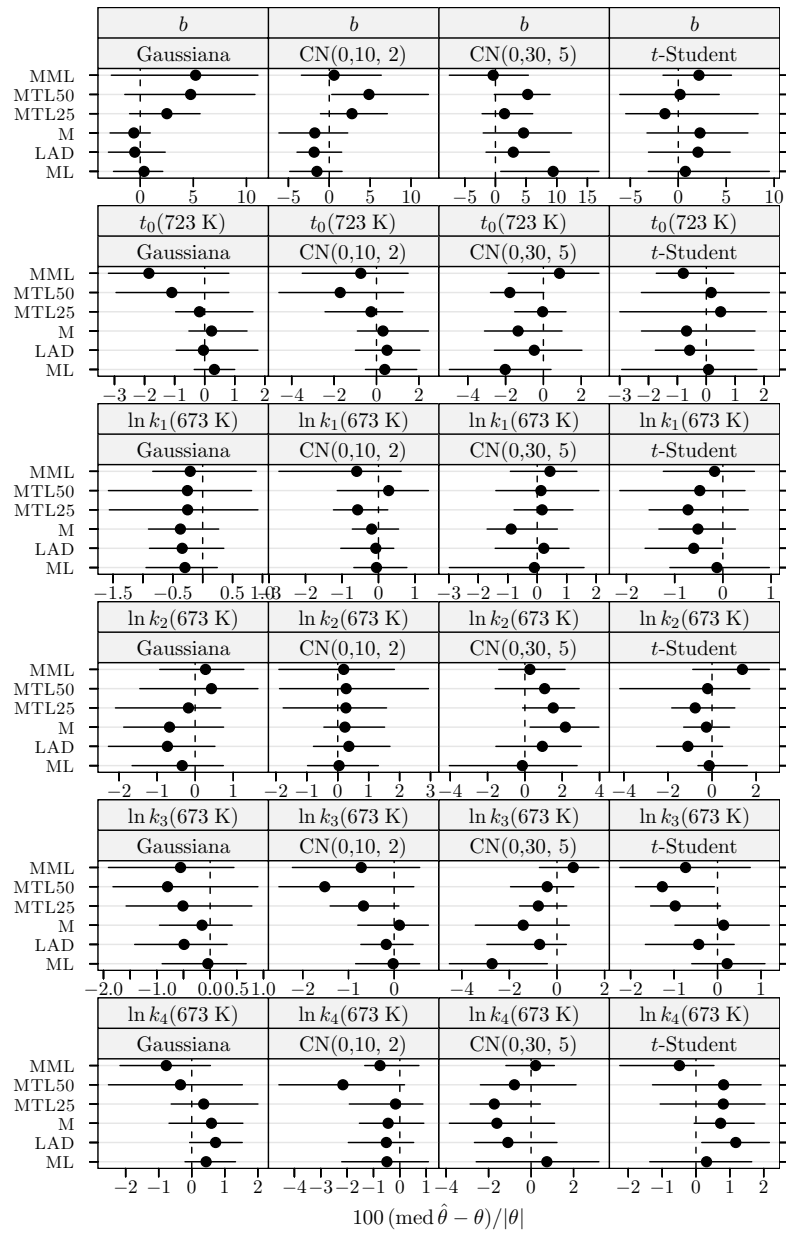 b b b b
Gaussiana CN(0,10, 2) CN(0,30, 5) t-Student
MML
MTL50
MTL25
M
LAD
ML
0 5 10 −5 0 5 10 −5 0 5 10 15 −5 0 5 10
t₀(723 K) t₀(723 K) t₀(723 K) t₀(723 K)
Gaussiana CN(0,10, 2) CN(0,30, 5) t-Student
MML
MTL50
MTL25
M
LAD
ML
−3 −2 −1 0 1 2 −4 −2 0 2 −4 −2 0 2 −3 −2 −1 0 1 2
ln k₁(673 K) ln k₁(673 K) ln k₁(673 K) ln k₁(673 K)
Gaussiana CN(0,10, 2) CN(0,30, 5) t-Student
MML
MTL50
MTL25
M
LAD
ML
−1.5 −0.5 0.5 1.0 −3 −2 −1 0 1 −3 −2 −1 0 1 2 −2 −1 0 1
ln k₂(673 K) ln k₂(673 K) ln k₂(673 K) ln k₂(673 K)
Gaussiana CN(0,10, 2) CN(0,30, 5) t-Student
MML
MTL50
MTL25
M
LAD
ML
−2 −1 0 1 −2 −1 0 1 2 3 −4 −2 0 2 4 −4 −2 0 2
ln k₃(673 K) ln k₃(673 K) ln k₃(673 K) ln k₃(673 K)
Gaussiana CN(0,10, 2) CN(0,30, 5) t-Student
MML
MTL50
MTL25
M
LAD
ML
−2.0 −1.0 0.0 0.5 1.0 −2 −1 0 −4 −2 0 2 −2 −1 0 1
ln k₄(673 K) ln k₄(673 K) ln k₄(673 K) ln k₄(673 K)
Gaussiana CN(0,10, 2) CN(0,30, 5) t-Student
MML
MTL50
MTL25
M
LAD
ML
−2 −1 0 1 2 −4 −3 −2 −1 0 1 −4 −2 0 2 −2 −1 0 1 2
100 (med θ̂ − θ)/|θ|